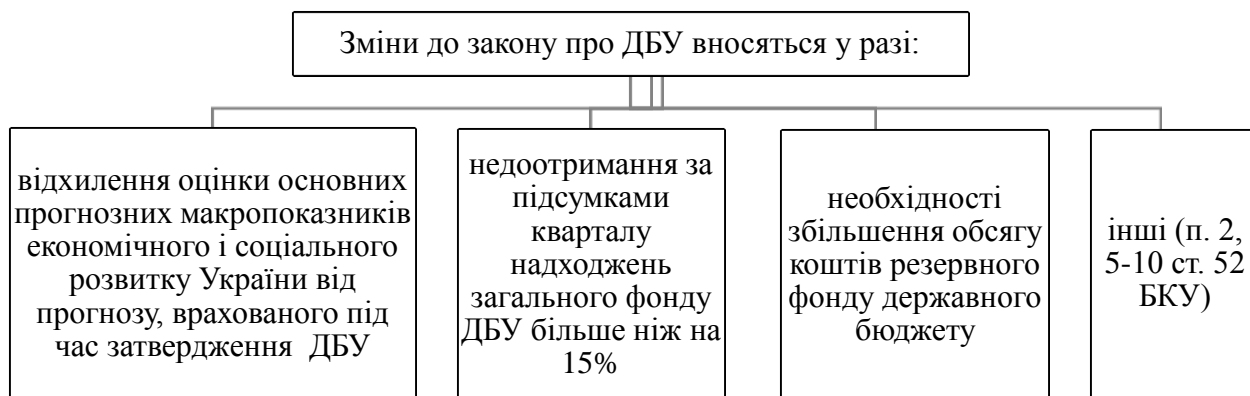 Зміни до закону про ДБУ вносяться у разі:
відхилення оцінки основних
прогнозних макропоказників
економічного і соціального
розвитку України від
прогнозу, врахованого під
час затвердження ДБУ
недоотримання за
підсумками
кварталу
надходжень
загального фонду
ДБУ більше ніж на
15%
необхідності
збільшення обсягу
коштів резервного
фонду державного
бюджету
інші (п. 2,
5-10 ст. 52
БКУ)